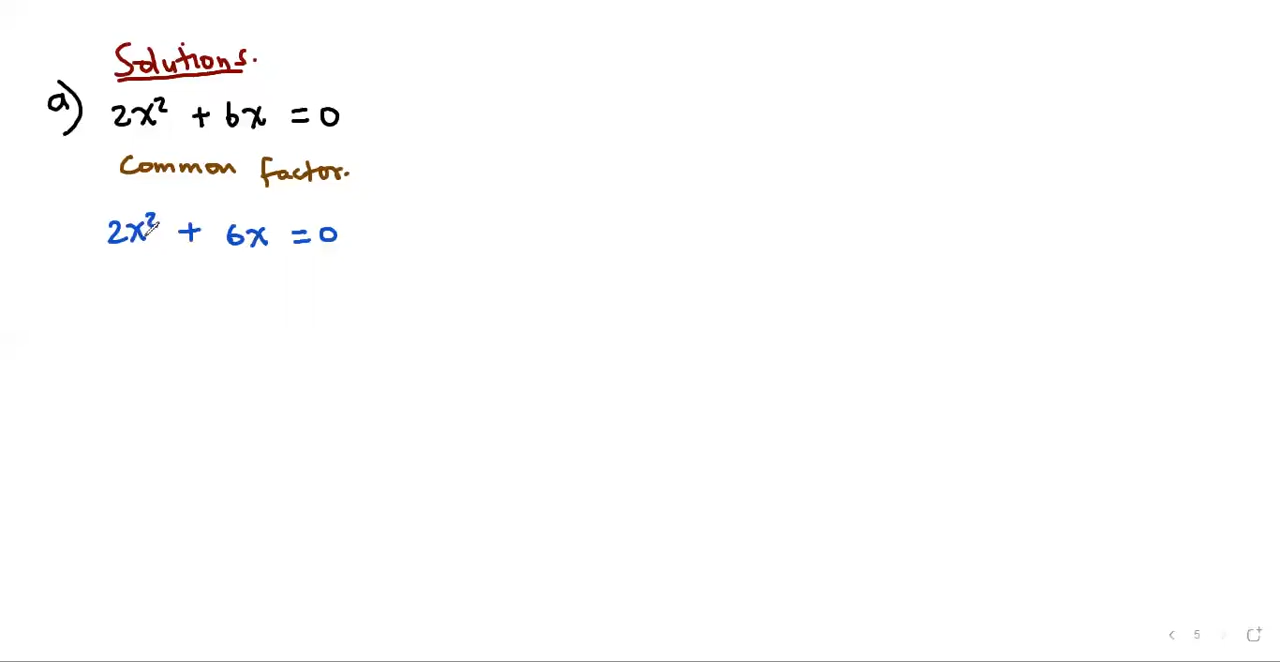 Solutions.
a) 2x² + 6x = 0
Common factor.
2x² + 6x = 0
5